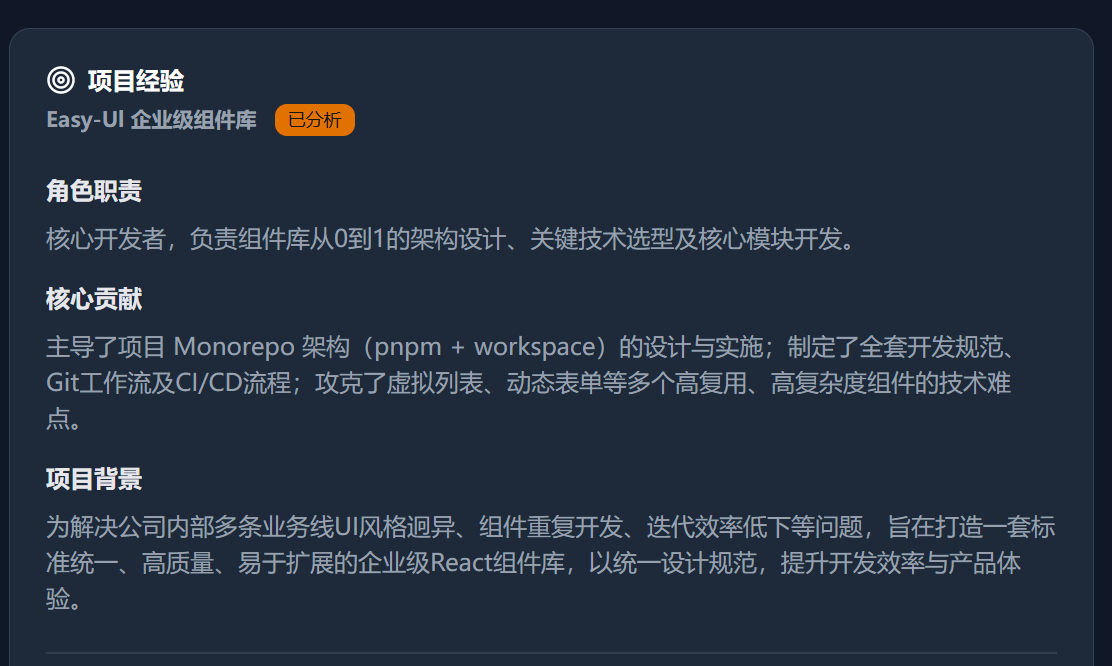 项目经验
Easy-UI 企业级组件库 已分析
角色职责
核心开发者，负责组件库从0到1的架构设计、关键技术选型及核心模块开发。
核心贡献
主导了项目 Monorepo 架构（pnpm + workspace）的设计与实施；制定了全套开发规范、
Git工作流及CI/CD流程；攻克了虚拟列表、动态表单等多个高复用、高复杂度组件的技术难
点。
项目背景
为解决公司内部多条业务线UI风格迥异、组件重复开发、迭代效率低下等问题，旨在打造一套标
准统一、高质量、易于扩展的企业级React组件库，以统一设计规范，提升开发效率与产品体
验。